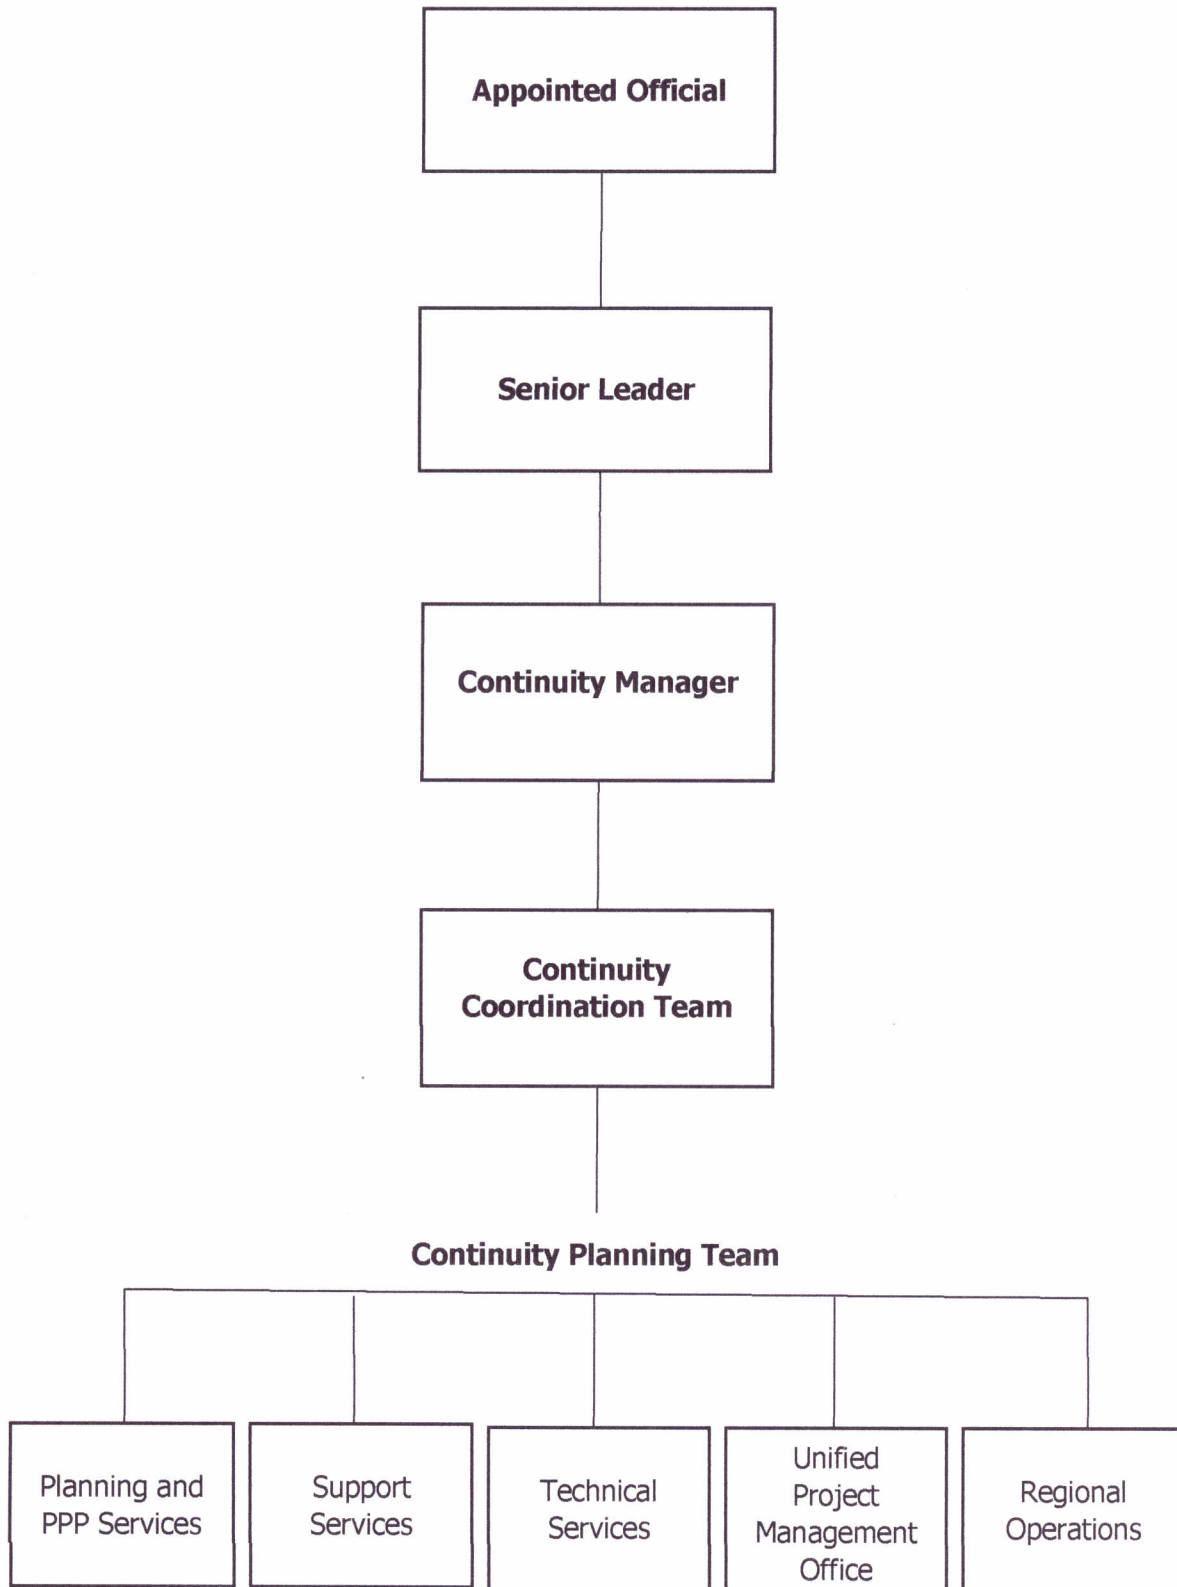 Appointed Official
Senior Leader
Continuity Manager
Continuity
Coordination Team
Continuity Planning Team
Planning and
PPP Services
Support
Services
Technical
Services
Unified
Project
Management
Office
Regional
Operations